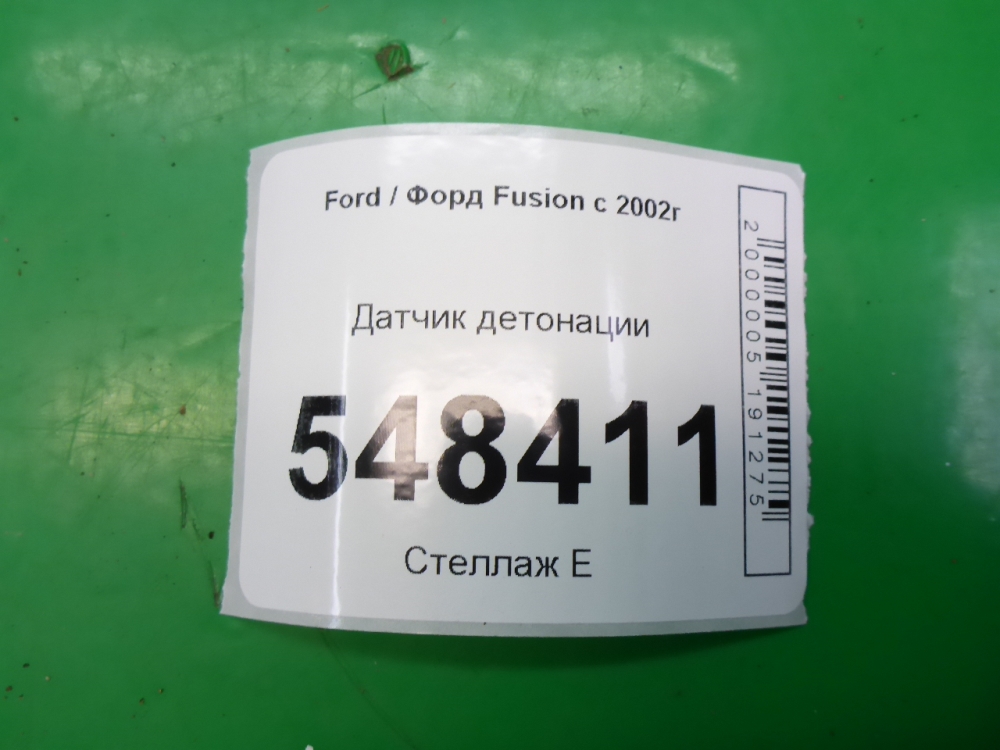 Ford / Форд Fusion с 2002г
Датчик детонации
548411
Стеллаж Е
2000005191275